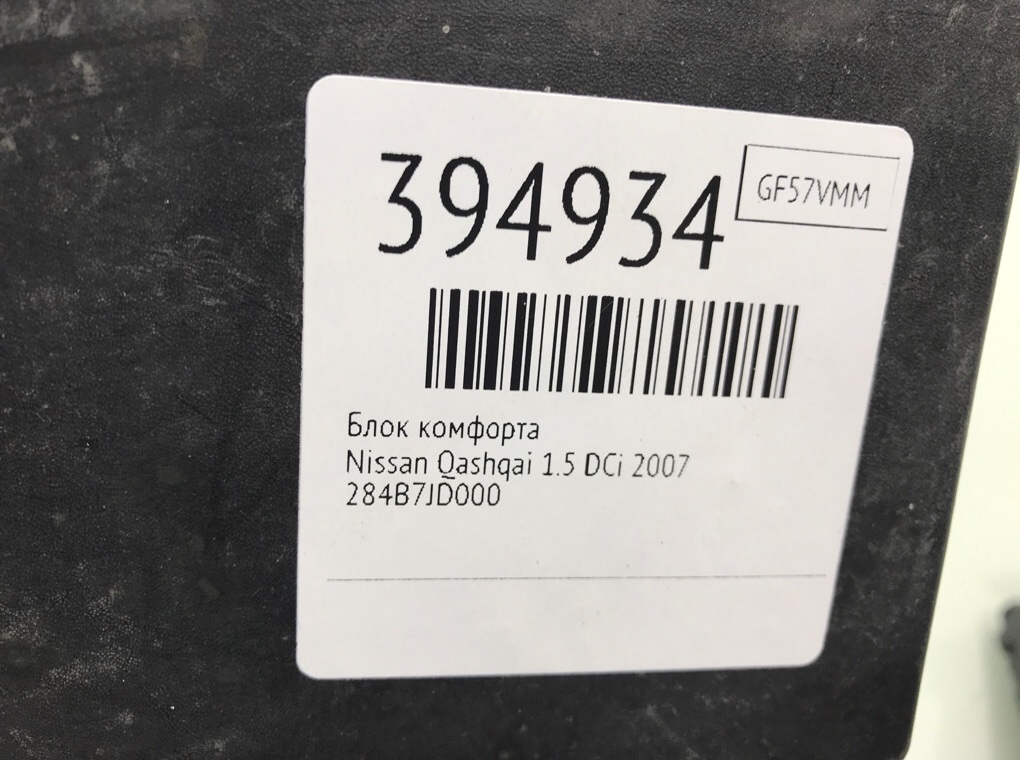 394934
GF57VMM
Блок комфорта
Nissan Qashqai 1.5 DCi 2007
284B7JD000